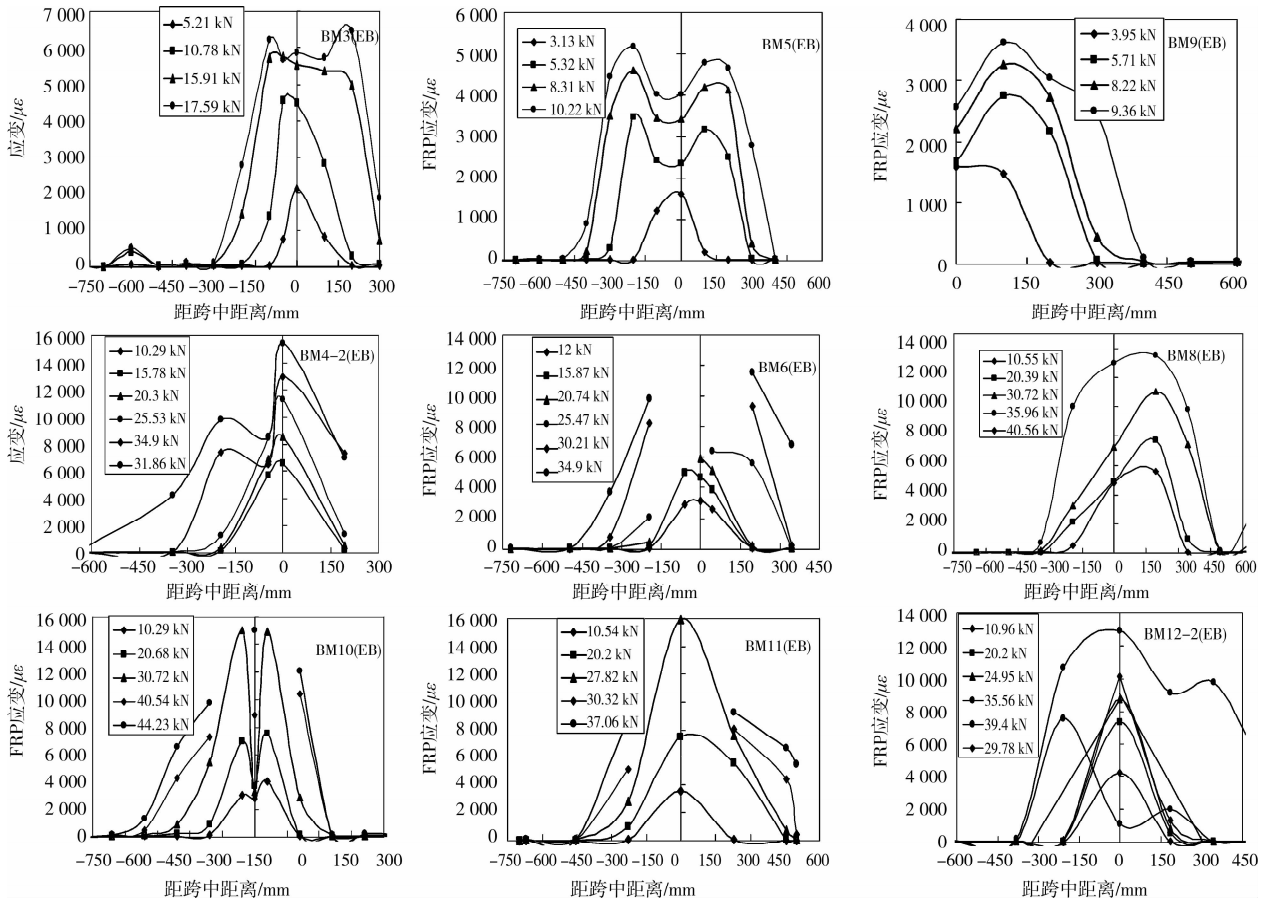 7 000
6 000
5 000
4 000
3 000
2 000
1 000
0
应变/με
5.21 kN
10.78 kN
15.91 kN
17.59 kN
BM3(EB)
−750 −600 −450 −300 −150 0 150 300
距跨中距离/mm
6 000
5 000
4 000
3 000
2 000
1 000
0
FRP应变/με
3.13 kN
5.32 kN
8.31 kN
10.22 kN
BM5(EB)
−750 −600 −450 −300 −150 0 150 300 450 600
距跨中距离/mm
4 000
3 000
2 000
1 000
0
FRP应变/με
3.95 kN
5.71 kN
8.22 kN
9.36 kN
BM9(EB)
0 150 300 450 600
距跨中距离/mm
16 000
14 000
12 000
10 000
8 000
6 000
4 000
2 000
0
应变/με
10.29 kN
15.78 kN
20.3 kN
25.53 kN
34.9 kN
31.86 kN
BM4−2(EB)
−600 −450 −300 −150 0 150 300
距跨中距离/mm
14 000
12 000
10 000
8 000
6 000
4 000
2 000
0
FRP应变/με
12 kN
15.87 kN
20.74 kN
25.47 kN
30.21 kN
34.9 kN
BM6(EB)
−750 −600 −450 −300 −150 0 150 300 450
距跨中距离/mm
14 000
12 000
10 000
8 000
6 000
4 000
2 000
0
FRP应变/με
10.55 kN
20.39 kN
30.72 kN
35.96 kN
40.56 kN
BM8(EB)
−750 −600 −450 −300 −150 0 150 300 450 600
距跨中距离/mm
16 000
14 000
12 000
10 000
8 000
6 000
4 000
2 000
0
FRP应变/με
10.29 kN
20.68 kN
30.72 kN
40.54 kN
44.23 kN
BM10(EB)
−750 −600 −450 −300 −150 0 150 300
距跨中距离/mm
16 000
14 000
12 000
10 000
8 000
6 000
4 000
2 000
0
FRP应变/με
10.54 kN
20.2 kN
27.82 kN
30.32 kN
37.06 kN
BM11(EB)
−750 −600 −450 −300 −150 0 150 300 450 600
距跨中距离/mm
14 000
12 000
10 000
8 000
6 000
4 000
2 000
0
FRP应变/με
10.96 kN
20.2 kN
24.95 kN
35.56 kN
39.4 kN
29.78 kN
BM12−2(EB)
−600 −450 −300 −150 0 150 300 450
距跨中距离/mm